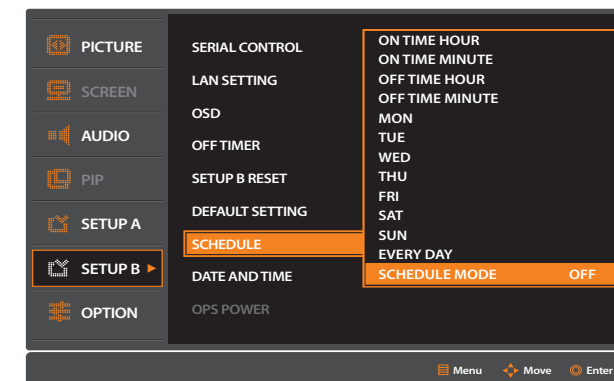 PICTURE
SCREEN
AUDIO
PIP
SETUP A
SETUP B
OPTION
SERIAL CONTROL
LAN SETTING
OSD
OFF TIMER
SETUP B RESET
DEFAULT SETTING
SCHEDULE
DATE AND TIME
OPS POWER
ON TIME HOUR
ON TIME MINUTE
OFF TIME HOUR
OFF TIME MINUTE
MON
TUE
WED
THU
FRI
SAT
SUN
EVERY DAY
SCHEDULE MODE OFF
Menu Move Enter